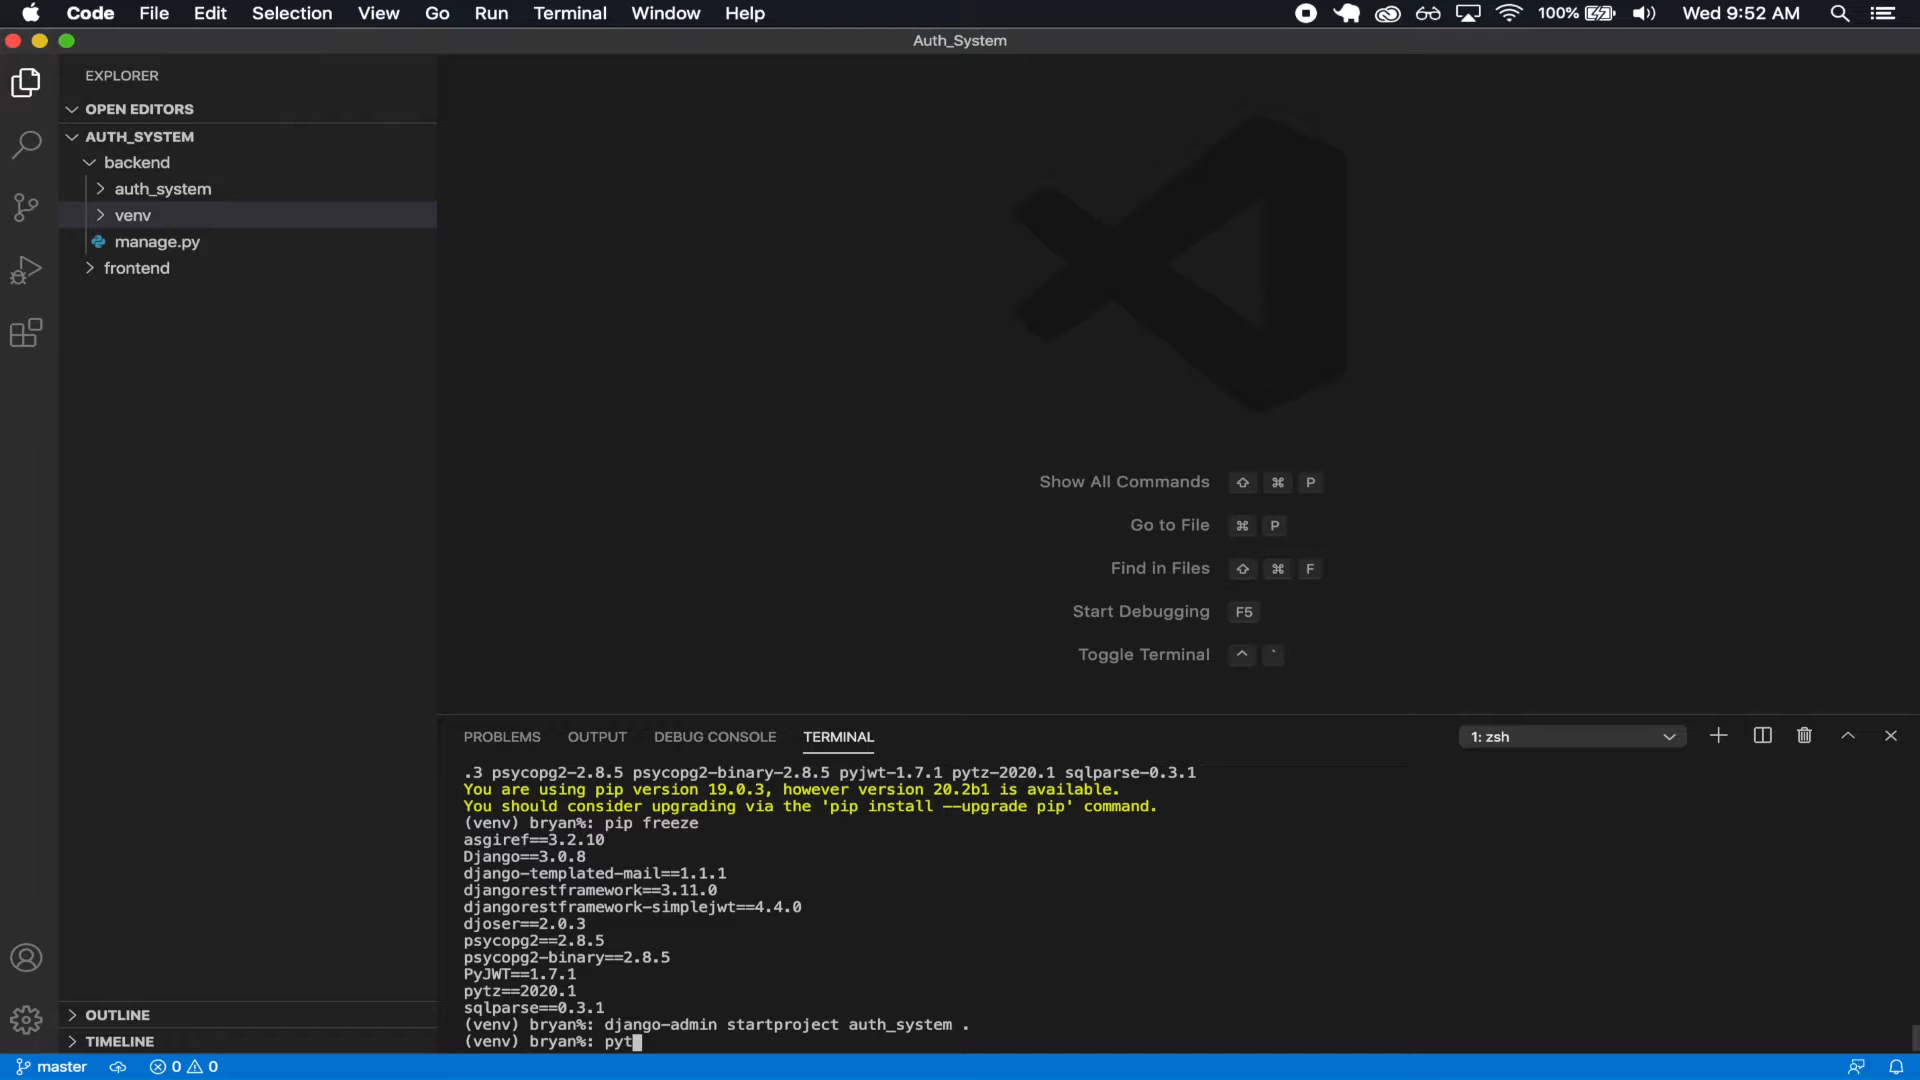 Code File Edit Selection View Go Run Terminal Window Help 100% Wed 9:52 AM
Auth_System
EXPLORER
OPEN EDITORS
AUTH_SYSTEM
backend
auth_system
venv
manage.py
frontend
Show All Commands ⇧ ⌘ P
Go to File ⌘ P
Find in Files ⇧ ⌘ F
Start Debugging F5
Toggle Terminal ^ `
PROBLEMS OUTPUT DEBUG CONSOLE TERMINAL 1: zsh
.3 psycopg2-2.8.5 psycopg2-binary-2.8.5 pyjwt-1.7.1 pytz-2020.1 sqlparse-0.3.1
You are using pip version 19.0.3, however version 20.2b1 is available.
You should consider upgrading via the 'pip install --upgrade pip' command.
(venv) bryan%: pip freeze
asgiref==3.2.10
Django==3.0.8
django-templated-mail==1.1.1
djangorestframework==3.11.0
djangorestframework-simplejwt==4.4.0
djoser==2.0.3
psycopg2==2.8.5
psycopg2-binary==2.8.5
PyJWT==1.7.1
pytz==2020.1
sqlparse==0.3.1
(venv) bryan%: django-admin startproject auth_system .
(venv) bryan%: pyt
OUTLINE
TIMELINE
master 0 0